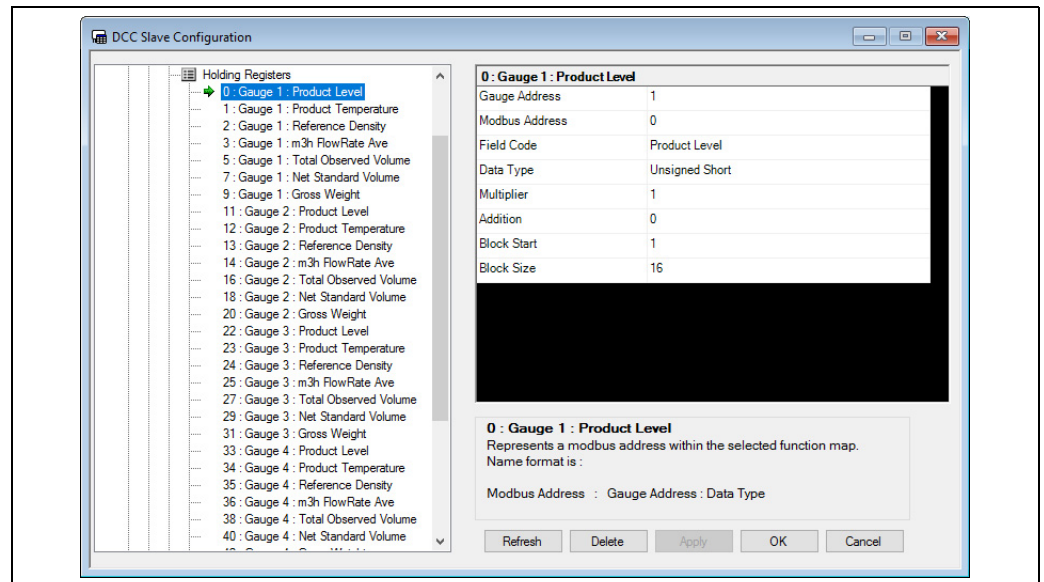 DCC Slave Configuration
Holding Registers
0 : Gauge 1 : Product Level
1 : Gauge 1 : Product Temperature
2 : Gauge 1 : Reference Density
3 : Gauge 1 : m3h FlowRate Ave
5 : Gauge 1 : Total Observed Volume
7 : Gauge 1 : Net Standard Volume
9 : Gauge 1 : Gross Weight
11 : Gauge 2 : Product Level
12 : Gauge 2 : Product Temperature
13 : Gauge 2 : Reference Density
14 : Gauge 2 : m3h FlowRate Ave
16 : Gauge 2 : Total Observed Volume
18 : Gauge 2 : Net Standard Volume
20 : Gauge 2 : Gross Weight
22 : Gauge 3 : Product Level
23 : Gauge 3 : Product Temperature
24 : Gauge 3 : Reference Density
25 : Gauge 3 : m3h FlowRate Ave
27 : Gauge 3 : Total Observed Volume
29 : Gauge 3 : Net Standard Volume
31 : Gauge 3 : Gross Weight
33 : Gauge 4 : Product Level
34 : Gauge 4 : Product Temperature
35 : Gauge 4 : Reference Density
36 : Gauge 4 : m3h FlowRate Ave
38 : Gauge 4 : Total Observed Volume
40 : Gauge 4 : Net Standard Volume
0 : Gauge 1 : Product Level
Gauge Address 1
Modbus Address 0
Field Code Product Level
Data Type Unsigned Short
Multiplier 1
Addition 0
Block Start 1
Block Size 16
0 : Gauge 1 : Product Level
Represents a modbus address within the selected function map.
Name format is :
Modbus Address : Gauge Address : Data Type
Refresh Delete Apply OK Cancel